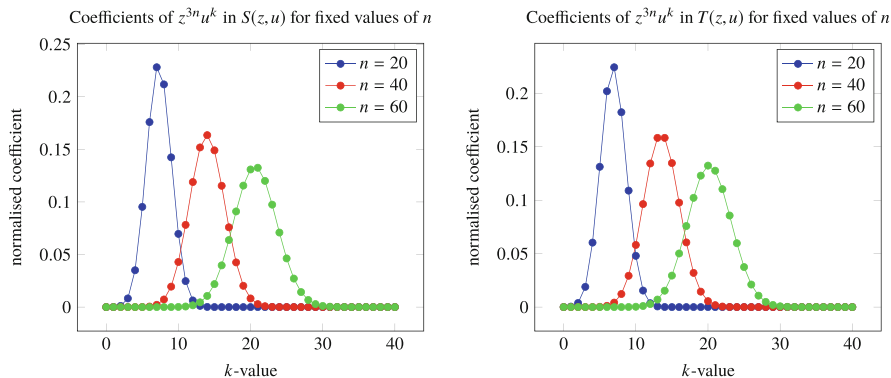 Coefficients of $z^{3n}u^k$ in $S(z, u)$ for fixed values of $n$
normalised coefficient
0.25
0.2
0.15
0.1
0.05
0
0 10 20 30 40
k-value
n = 20
n = 40
n = 60
Coefficients of $z^{3n}u^k$ in $T(z, u)$ for fixed values of $n$
normalised coefficient
0.2
0.15
0.1
0.05
0
0 10 20 30 40
k-value
n = 20
n = 40
n = 60